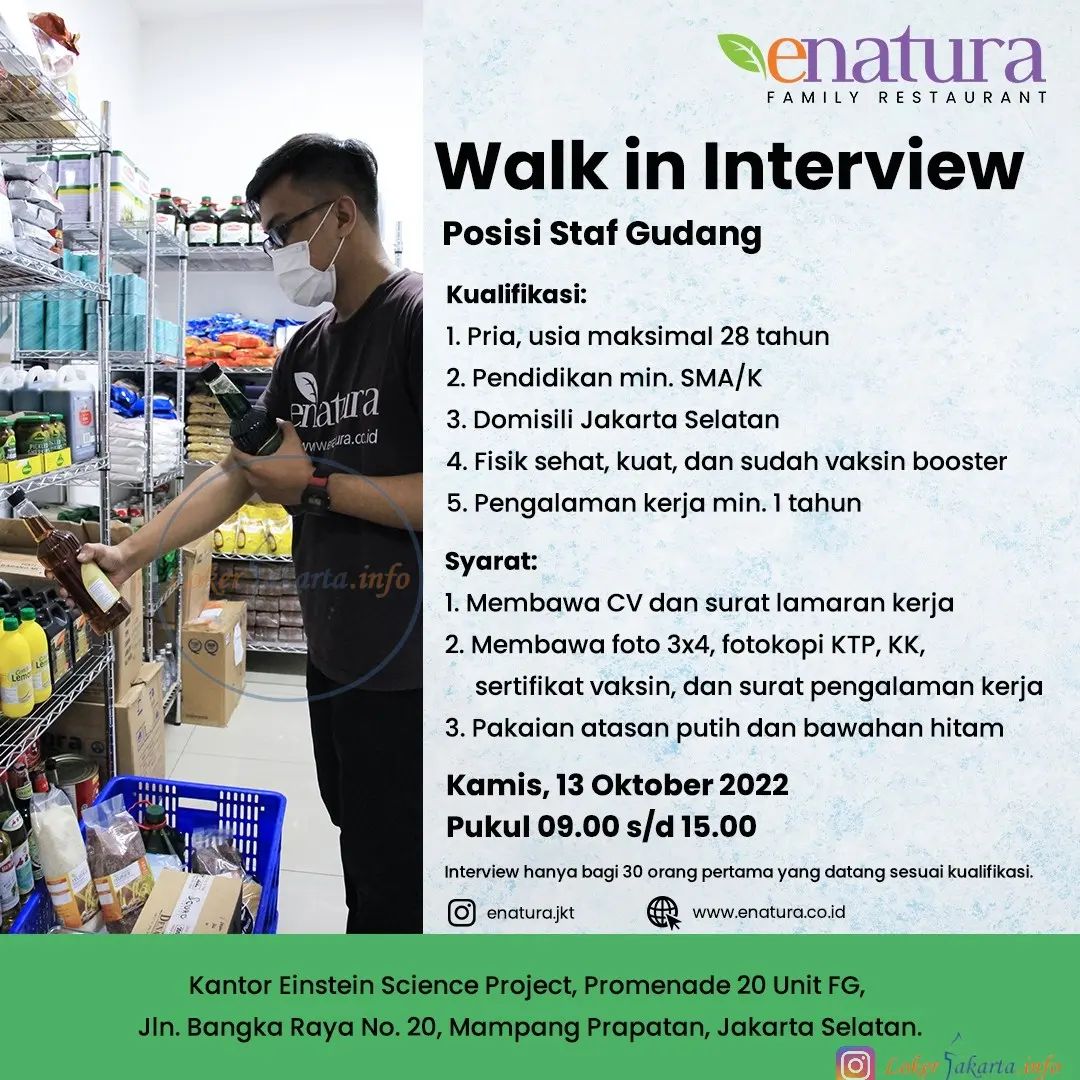 enatura
FAMILY RESTAURANT
Walk in Interview
Posisi Staf Gudang
Kualifikasi:
1. Pria, usia maksimal 28 tahun
2. Pendidikan min. SMA/K
3. Domisili Jakarta Selatan
4. Fisik sehat, kuat, dan sudah vaksin booster
5. Pengalaman kerja min. 1 tahun
Syarat:
1. Membawa CV dan surat lamaran kerja
2. Membawa foto 3x4, fotokopi KTP, KK,
sertifikat vaksin, dan surat pengalaman kerja
3. Pakaian atasan putih dan bawahan hitam
Kamis, 13 Oktober 2022
Pukul 09.00 s/d 15.00
Interview hanya bagi 30 orang pertama yang datang sesuai kualifikasi.
enatura.jkt
www.enatura.co.id
enatura
LokerJakarta.info
Kantor Einstein Science Project, Promenade 20 Unit FG,
Jln. Bangka Raya No. 20, Mampang Prapatan, Jakarta Selatan.
Loker Jakarta info